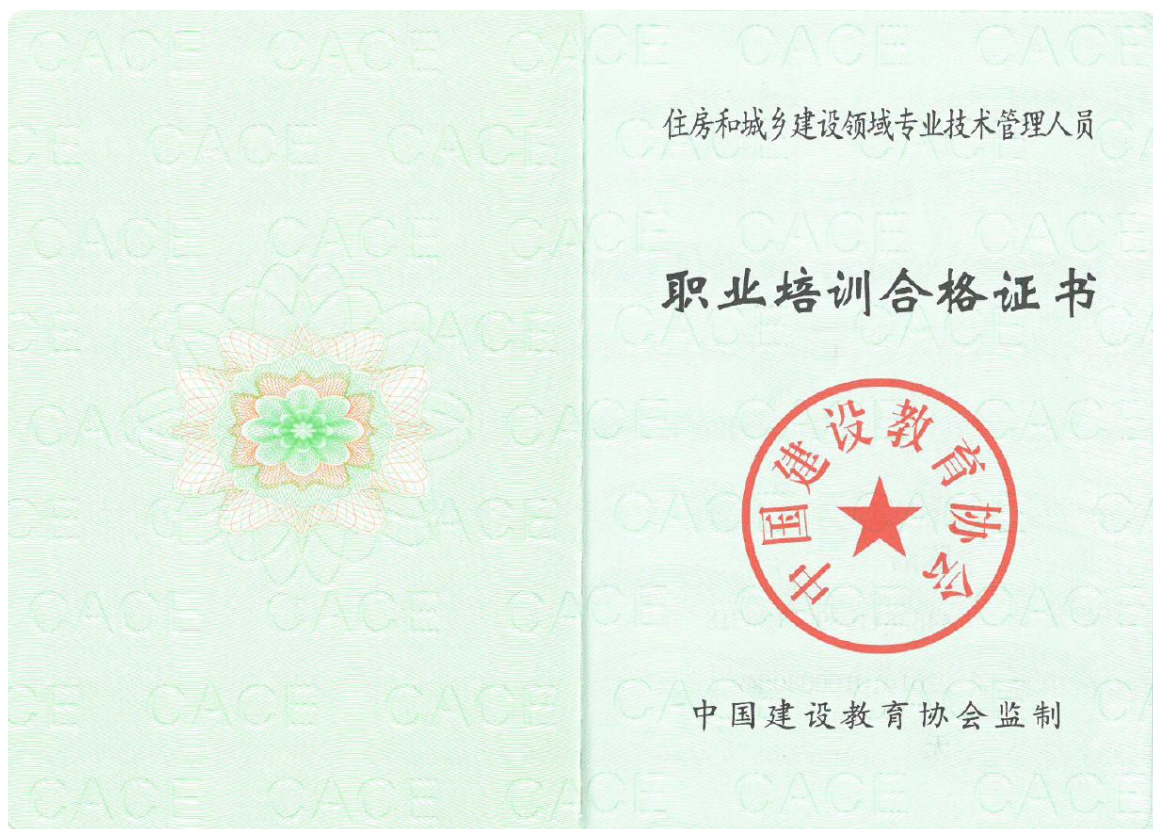 住房和城乡建设领域专业技术管理人员
职业培训合格证书
中国建设教育协会
中国建设教育协会监制
CACE